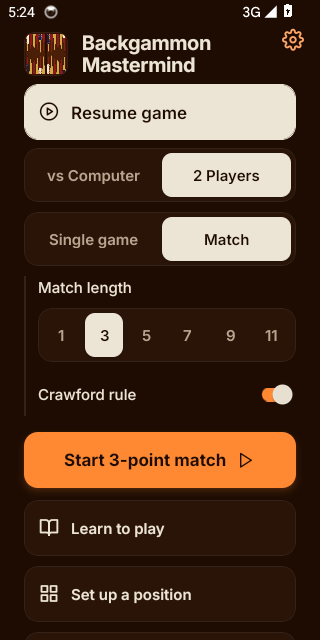 5:24
3G
Backgammon
Mastermind
Resume game
vs Computer
2 Players
Single game
Match
Match length
1 3 5 7 9 11
Crawford rule
Start 3-point match
Learn to play
Set up a position